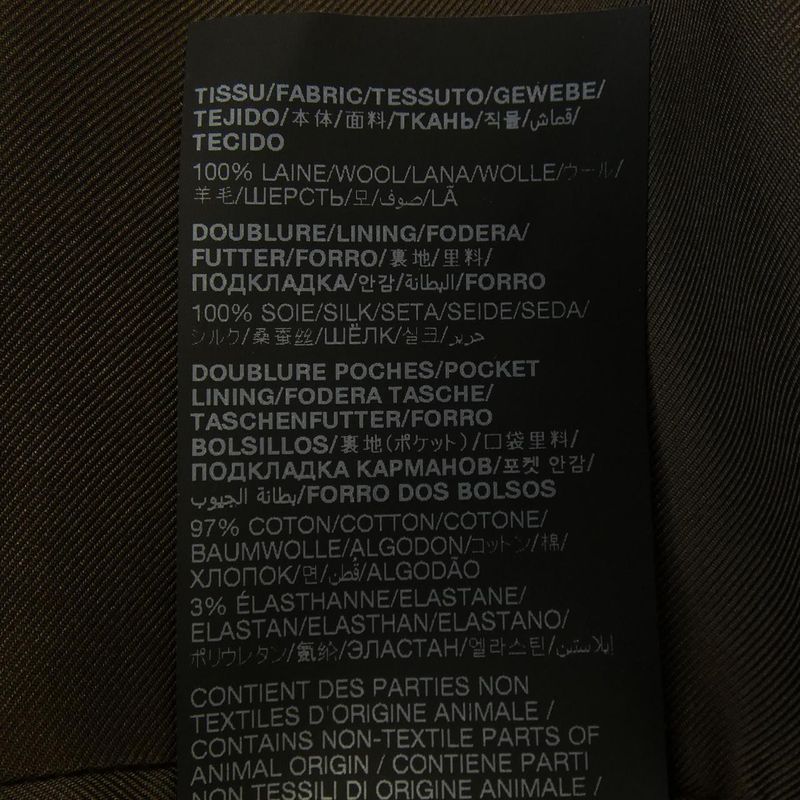 TISSU/FABRIC/TESSUTO/GEWEBE/
TEJIDO/本体/面料/ТКАНЬ/직물/قماش/
TECIDO
100% LAINE/WOOL/LANA/WOLLE/ウール/
羊毛/ШЕРСТЬ/모/صوف/LÃ
DOUBLURE/LINING/FODERA/
FUTTER/FORRO/裏地/里料/
ПОДКЛАДКА/안감/البطانة/FORRO
100% SOIE/SILK/SETA/SEIDE/SEDA/
シルク/桑蚕丝/ШЁЛК/실크/حرير
DOUBLURE POCHES/POCKET
LINING/FODERA TASCHE/
TASCHENFUTTER/FORRO
BOLSILLOS/裏地(ポケット)/口袋里料/
ПОДКЛАДКА КАРМАНОВ/포켓 안감/
بطانة الجيوب/FORRO DOS BOLSOS
97% COTON/COTTON/COTONE/
BAUMWOLLE/ALGODON/コットン/棉/
ХЛОПОК/면/قُطن/ALGODÃO
3% ÉLASTHANNE/ELASTANE/
ELASTAN/ELASTHAN/ELASTANO/
ポリウレタン/氨纶/ЭЛАСТАН/엘라스틴/إيلاستين
CONTIENT DES PARTIES NON
TEXTILES D'ORIGINE ANIMALE /
CONTAINS NON-TEXTILE PARTS OF
ANIMAL ORIGIN / CONTIENE PARTI
NON TESSILI DI ORIGINE ANIMALE /